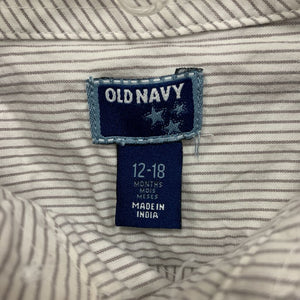 OLD NAVY
12-18
MONTHS
MOIS
MESES
MADE IN
INDIA